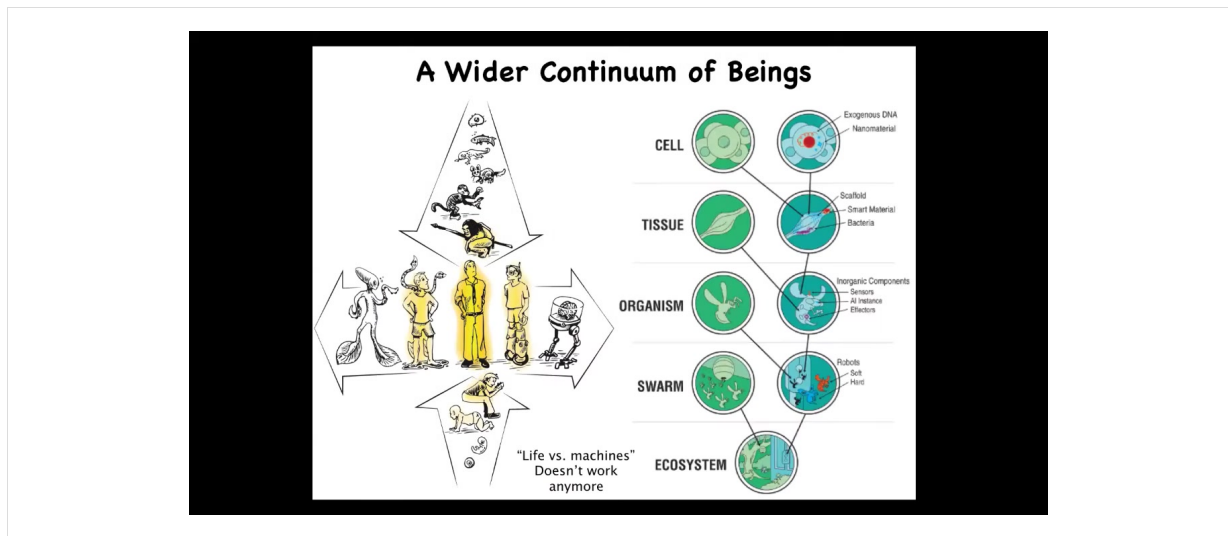 A Wider Continuum of Beings
CELL
Exogenous DNA
Nanomaterial
TISSUE
Scaffold
Smart Material
Bacteria
ORGANISM
Inorganic Components
Sensors
AI Instance
Effectors
SWARM
Robots
Soft
Hard
ECOSYSTEM
“Life vs. machines”
Doesn’t work
anymore